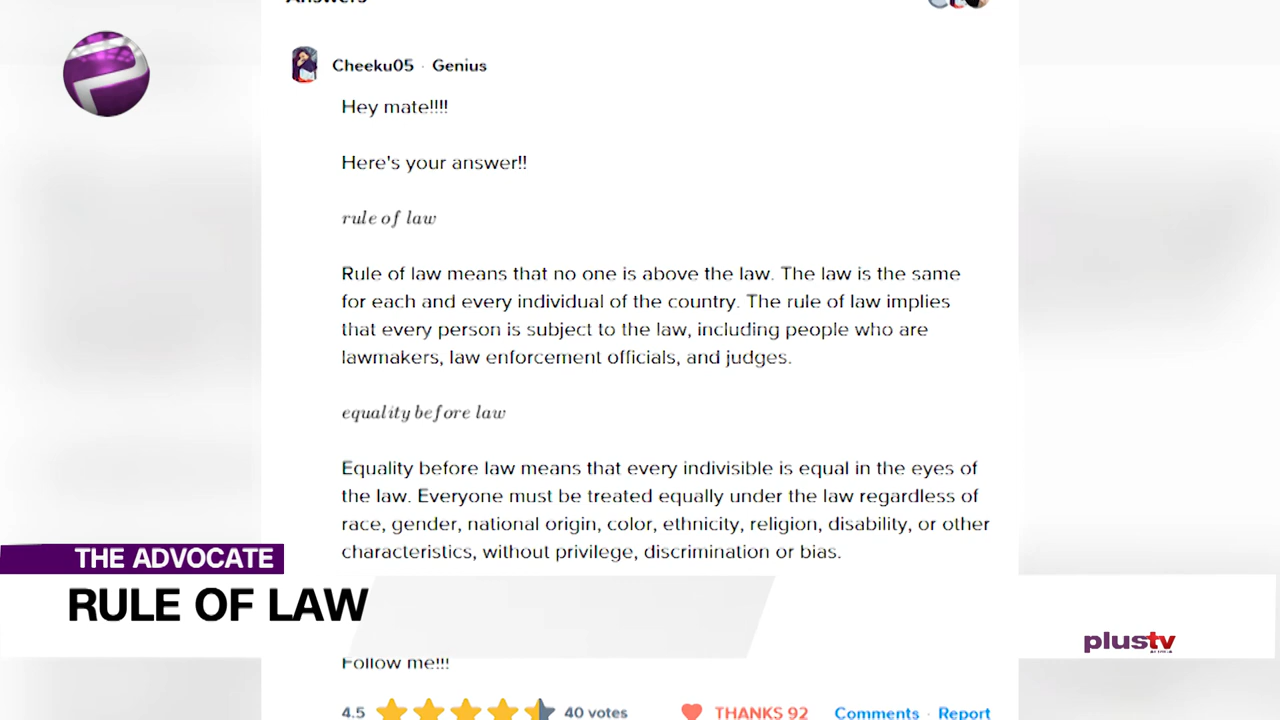 Answers
Cheeku05 · Genius
Hey mate!!!!
Here's your answer!!
rule of law
Rule of law means that no one is above the law. The law is the same
for each and every individual of the country. The rule of law implies
that every person is subject to the law, including people who are
lawmakers, law enforcement officials, and judges.
equality before law
Equality before law means that every indivisible is equal in the eyes of
the law. Everyone must be treated equally under the law regardless of
race, gender, national origin, color, ethnicity, religion, disability, or other
characteristics, without privilege, discrimination or bias.
THE ADVOCATE
RULE OF LAW
plustv
Follow me!!!
4.5 40 votes THANKS 92 Comments · Report